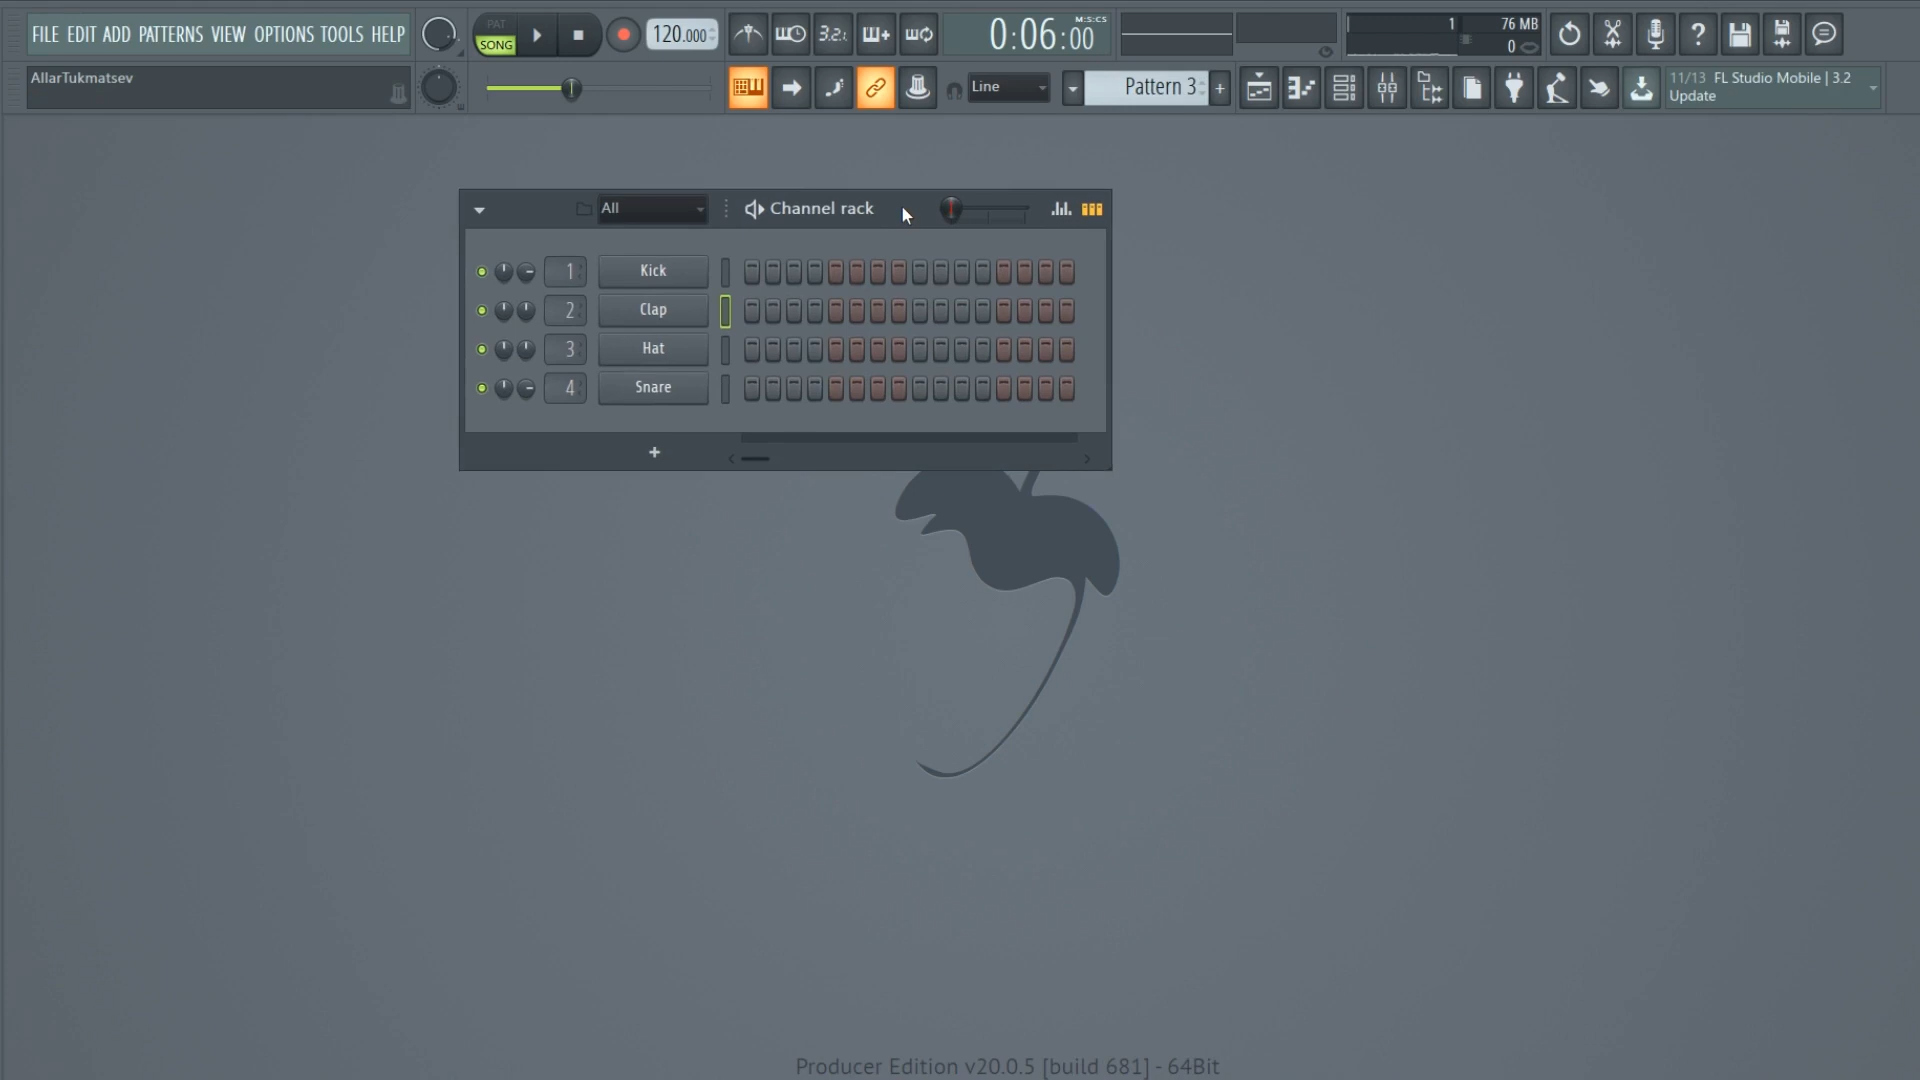 FILE EDIT ADD PATTERNS VIEW OPTIONS TOOLS HELP
PAT
SONG
120.000
3.2.
M:S:CS
0:06:00
1
76 MB
0
AllarTukmatsev
Line
Pattern 3
+
11/13 FL Studio Mobile | 3.2
Update
All
Channel rack
1 Kick
2 Clap
3 Hat
4 Snare
+
Producer Edition v20.0.5 [build 681] - 64Bit